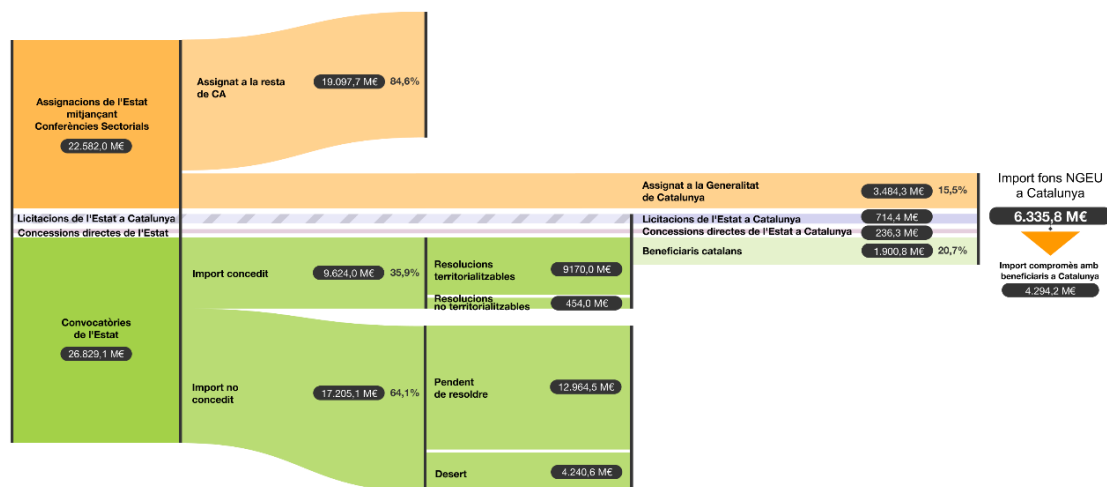 Assignat a la resta
de CA
19.097,7 M€
84,6%
Assignacions de l'Estat
mitjançant
Conferències Sectorials
22.582,0 M€
Assignat a la Generalitat
de Catalunya
3.484,3 M€
15,5%
Import fons NGEU
a Catalunya
6.335,8 M€
Licitacions de l'Estat a Catalunya
Licitacions de l'Estat a Catalunya
714,4 M€
Concessions directes de l'Estat
Concessions directes de l'Estat a Catalunya
236,3 M€
Beneficiaris catalans
1.900,8 M€
20,7%
Import compromès amb
beneficiaris a Catalunya
4.294,2 M€
Import concedit
9.624,0 M€
35,9%
Resolucions
territorialitzables
9170,0 M€
Resolucions
no territorialitzables
454,0 M€
Convocatòries
de l'Estat
26.829,1 M€
Import no
concedit
17.205,1 M€
64,1%
Pendent
de resoldre
12.964,5 M€
Desert
4.240,6 M€